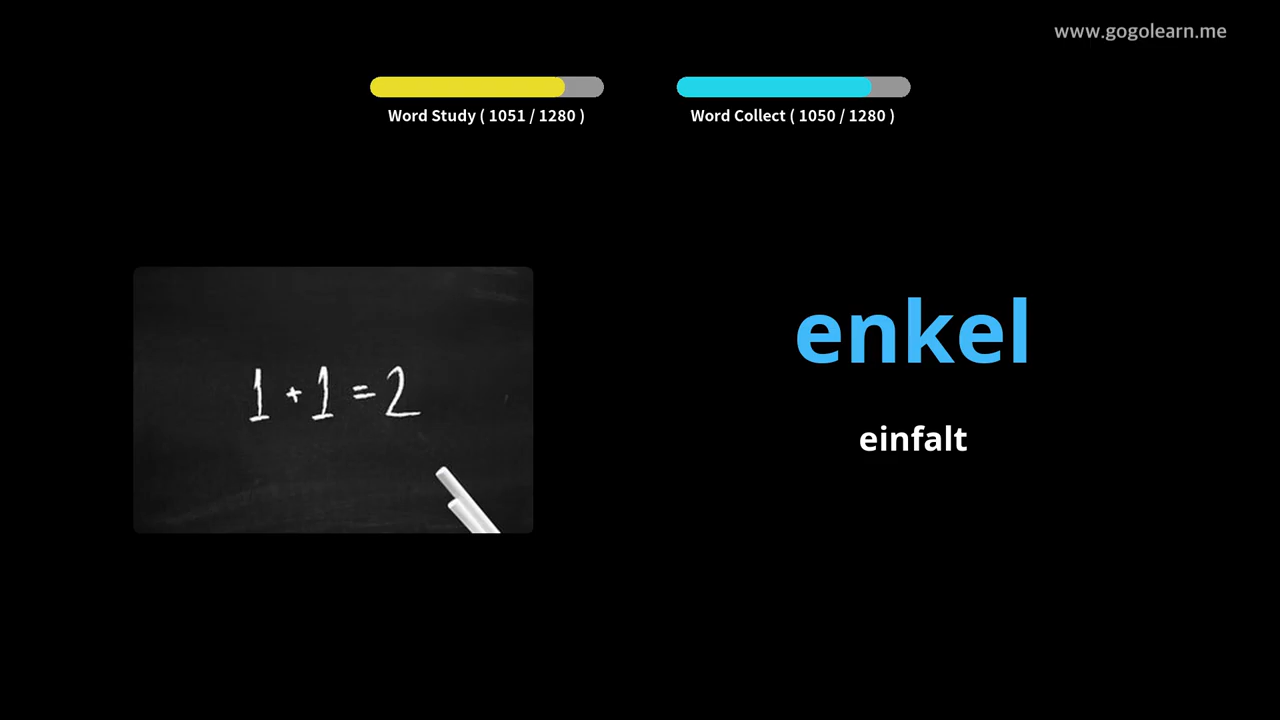 www.gogolearn.me
Word Study ( 1051 / 1280 )
Word Collect ( 1050 / 1280 )
1 + 1 = 2
enkel
einfalt